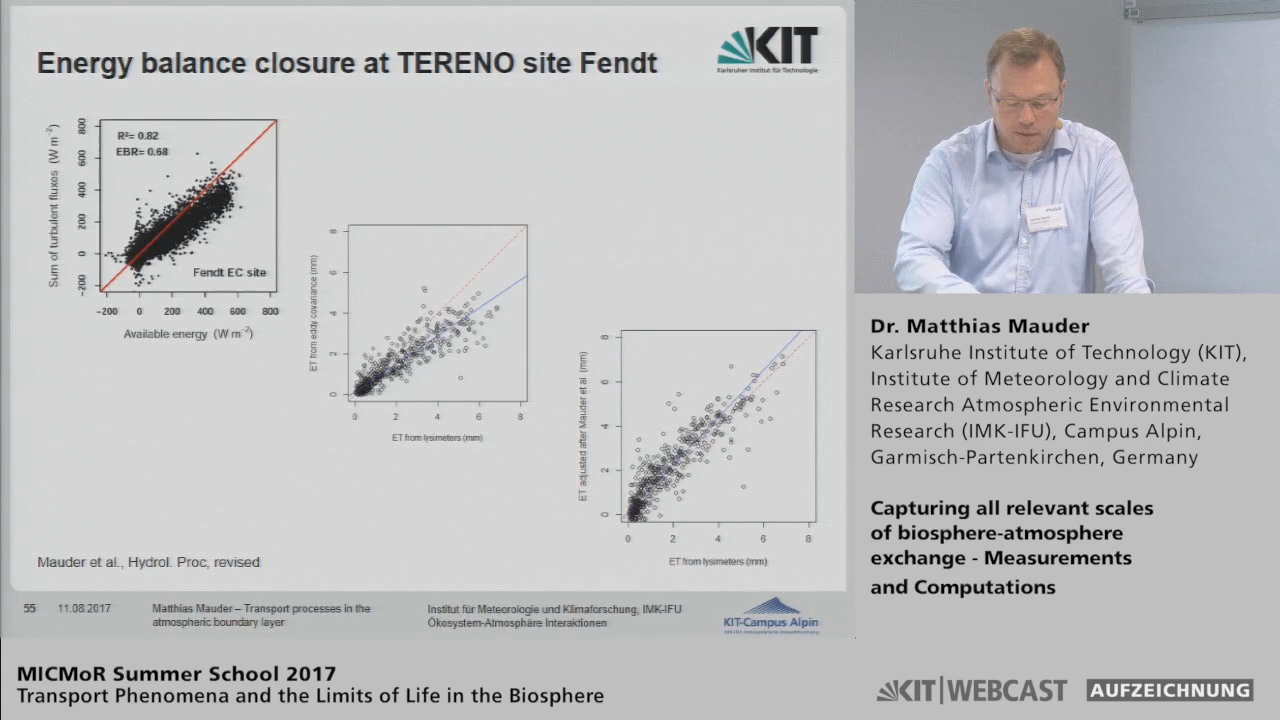 Energy balance closure at TERENO site Fendt
KIT
Karlsruher Institut für Technologie
R²= 0.82
EBR= 0.68
Fendt EC site
Sum of turbulent fluxes (W m⁻²)
800
600
400
200
0
−200
−200 0 200 400 600 800
Available energy (W m⁻²)
ET from eddy covariance (mm)
8
6
4
2
0
0 2 4 6 8
ET from lysimeters (mm)
ET adjusted after Mauder et al (mm)
8
6
4
2
0
0 2 4 6 8
ET from lysimeters (mm)
Mauder et al., Hydrol. Proc, revised
55 11.08.2017 Matthias Mauder – Transport processes in the
atmospheric boundary layer
Institut für Meteorologie und Klimaforschung, IMK-IFU
Ökosystem-Atmosphäre Interaktionen
KIT-Campus Alpin
Dr. Matthias Mauder
Karlsruhe Institute of Technology (KIT),
Institute of Meteorology and Climate
Research Atmospheric Environmental
Research (IMK-IFU), Campus Alpin,
Garmisch-Partenkirchen, Germany
Capturing all relevant scales
of biosphere-atmosphere
exchange - Measurements
and Computations
MICMoR Summer School 2017
Transport Phenomena and the Limits of Life in the Biosphere
KIT|WEBCAST AUFZEICHNUNG